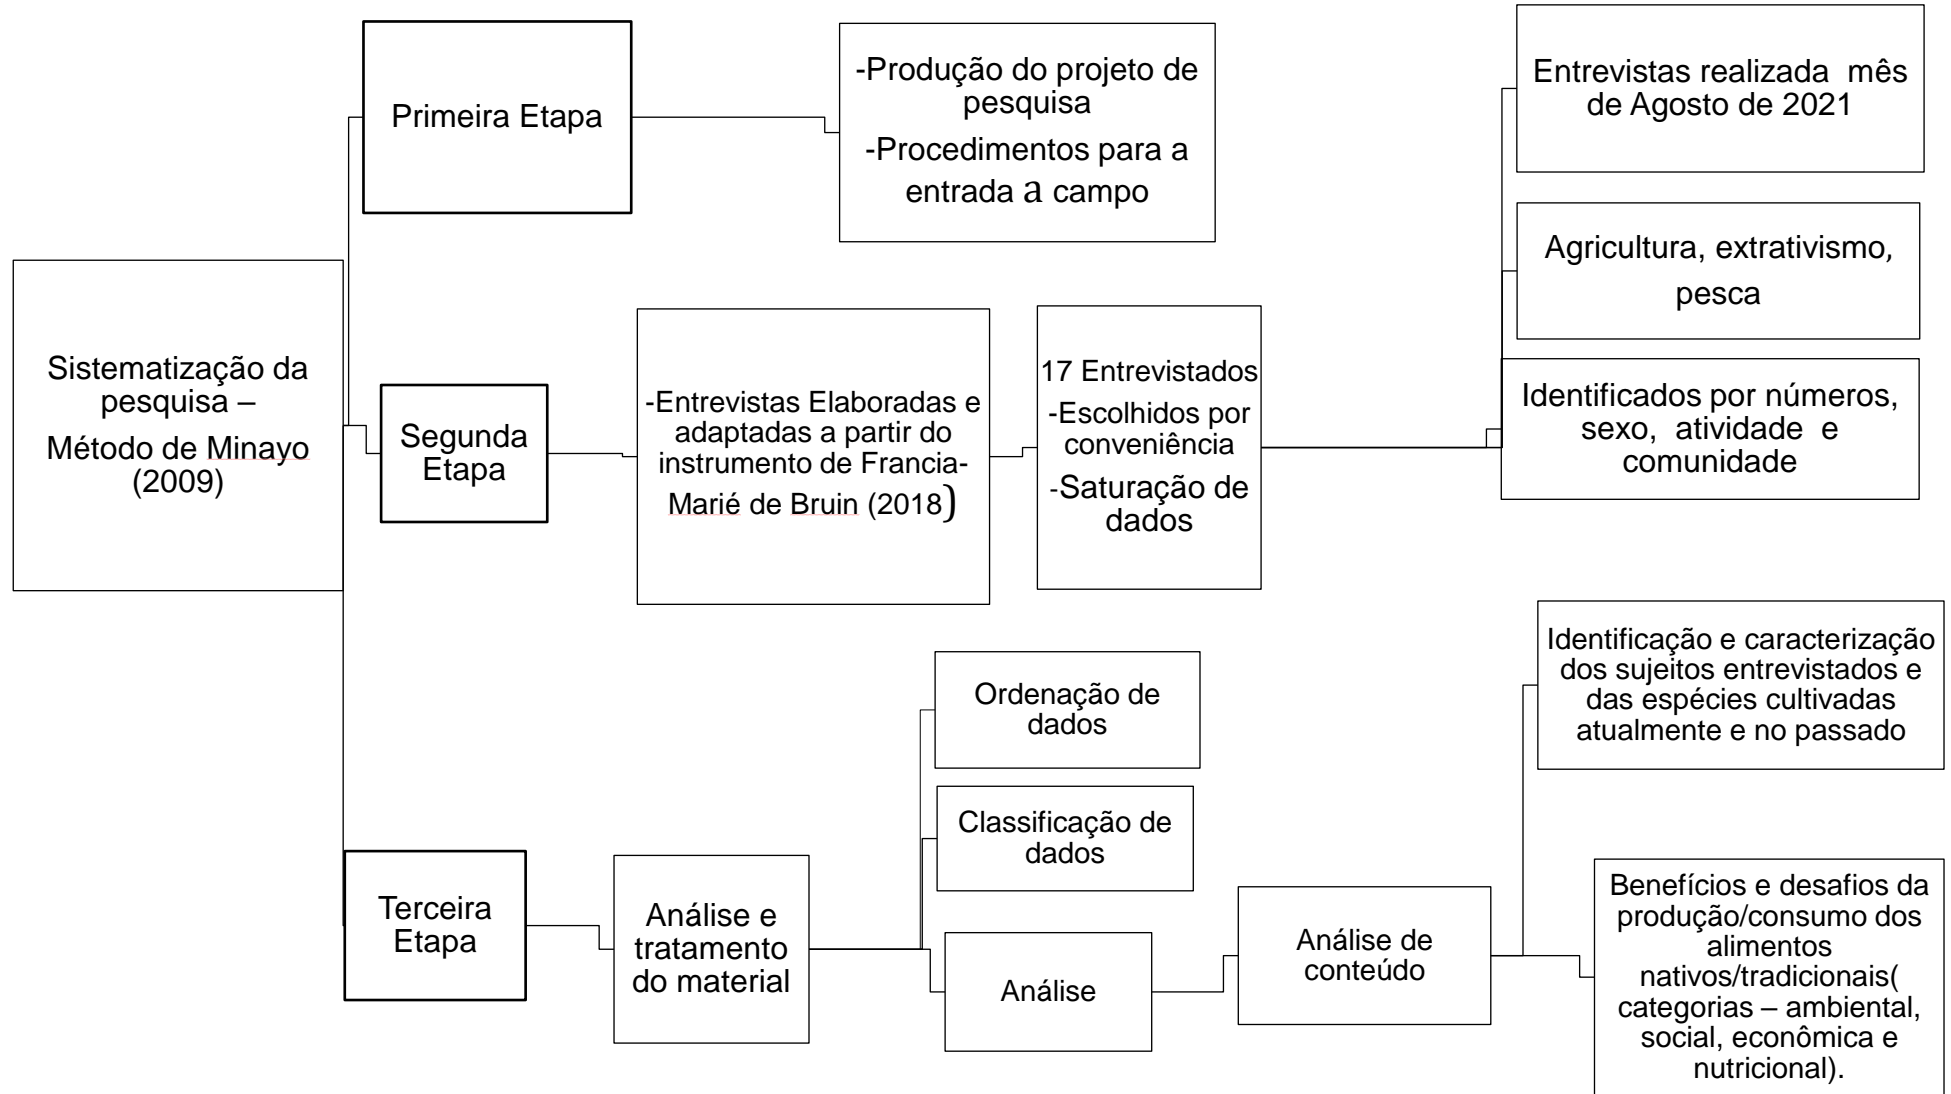 Sistematização da
pesquisa –
Método de Minayo
(2009)
Primeira Etapa
-Produção do projeto de
pesquisa
-Procedimentos para a
entrada a campo
Segunda
Etapa
-Entrevistas Elaboradas e
adaptadas a partir do
instrumento de Francia-
Marié de Bruin (2018)
17 Entrevistados
-Escolhidos por
conveniência
-Saturação de
dados
Entrevistas realizada  mês
de Agosto de 2021
Agricultura, extrativismo,
pesca
Identificados por números,
sexo,  atividade  e
comunidade
Terceira
Etapa
Análise e
tratamento
do material
Ordenação de
dados
Classificação de
dados
Análise
Análise de
conteúdo
Identificação e caracterização
dos sujeitos entrevistados e
das espécies cultivadas
atualmente e no passado
Benefícios e desafios da
produção/consumo dos
alimentos
nativos/tradicionais(
categorias – ambiental,
social, econômica e
nutricional).